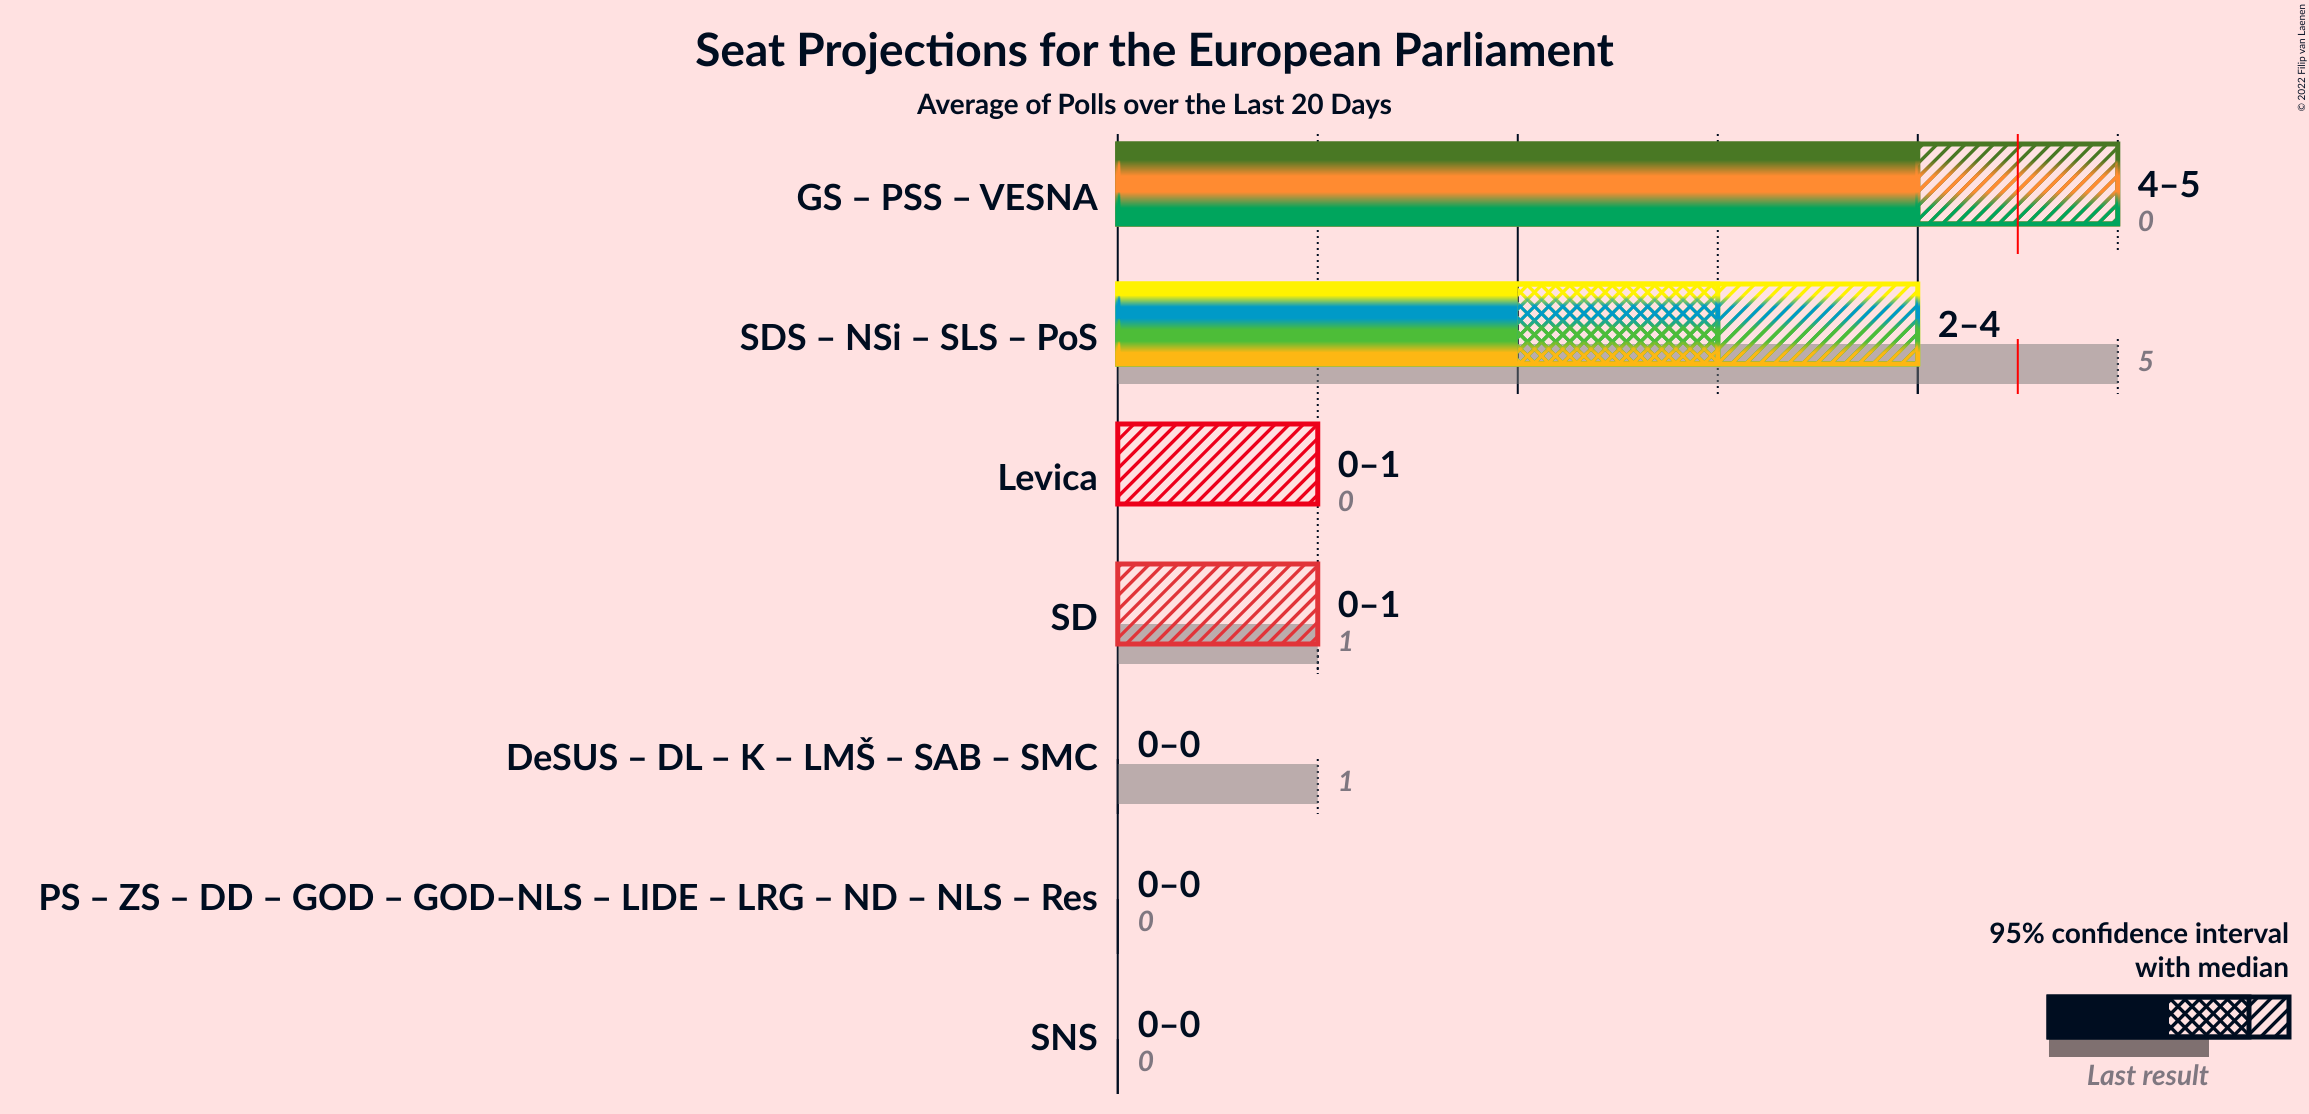 Seat Projections for the European Parliament
Average of Polls over the Last 20 Days
© 2022 Filip van Laenen
GS – PSS – VESNA
4–5
0
SDS – NSi – SLS – PoS
2–4
5
Levica
0–1
0
SD
0–1
1
DeSUS – DL – K – LMŠ – SAB – SMC
0–0
1
PS – ZS – DD – GOD – GOD–NLS – LIDE – LRG – ND – NLS – Res
0–0
0
SNS
0–0
0
95% confidence interval
with median
Last result